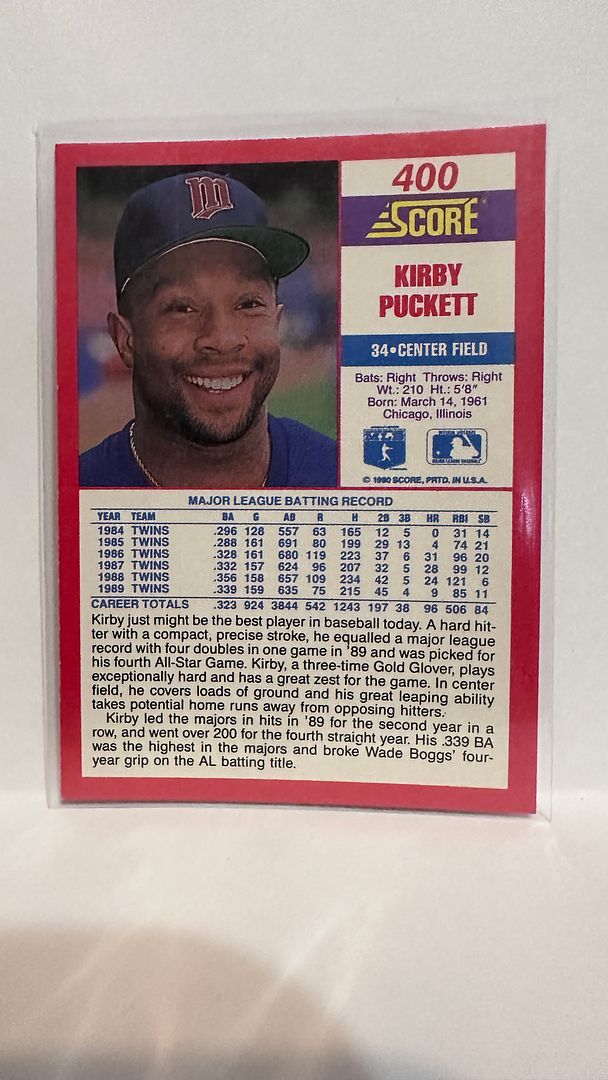 M
400
SCORE
KIRBY
PUCKETT
34•CENTER FIELD
Bats: Right Throws: Right
Wt.: 210 Ht.: 5'8"
Born: March 14, 1961
Chicago, Illinois
© 1990 SCORE, PRTD. IN U.S.A.
MAJOR LEAGUE BATTING RECORD
YEAR TEAM BA G AB R H 2B 3B HR RBI SB
1984 TWINS .296 128 557 63 165 12 5 0 31 14
1985 TWINS .288 161 691 80 199 29 13 4 74 21
1986 TWINS .328 161 680 119 223 37 6 31 96 20
1987 TWINS .332 157 624 96 207 32 5 28 99 12
1988 TWINS .356 158 657 109 234 42 5 24 121 6
1989 TWINS .339 159 635 75 215 45 4 9 85 11
CAREER TOTALS .323 924 3844 542 1243 197 38 96 506 84
Kirby just might be the best player in baseball today. A hard hit-
ter with a compact, precise stroke, he equalled a major league
record with four doubles in one game in '89 and was picked for
his fourth All-Star Game. Kirby, a three-time Gold Glover, plays
exceptionally hard and has a great zest for the game. In center
field, he covers loads of ground and his great leaping ability
takes potential home runs away from opposing hitters.
Kirby led the majors in hits in '89 for the second year in a
row, and went over 200 for the fourth straight year. His .339 BA
was the highest in the majors and broke Wade Boggs' four-
year grip on the AL batting title.